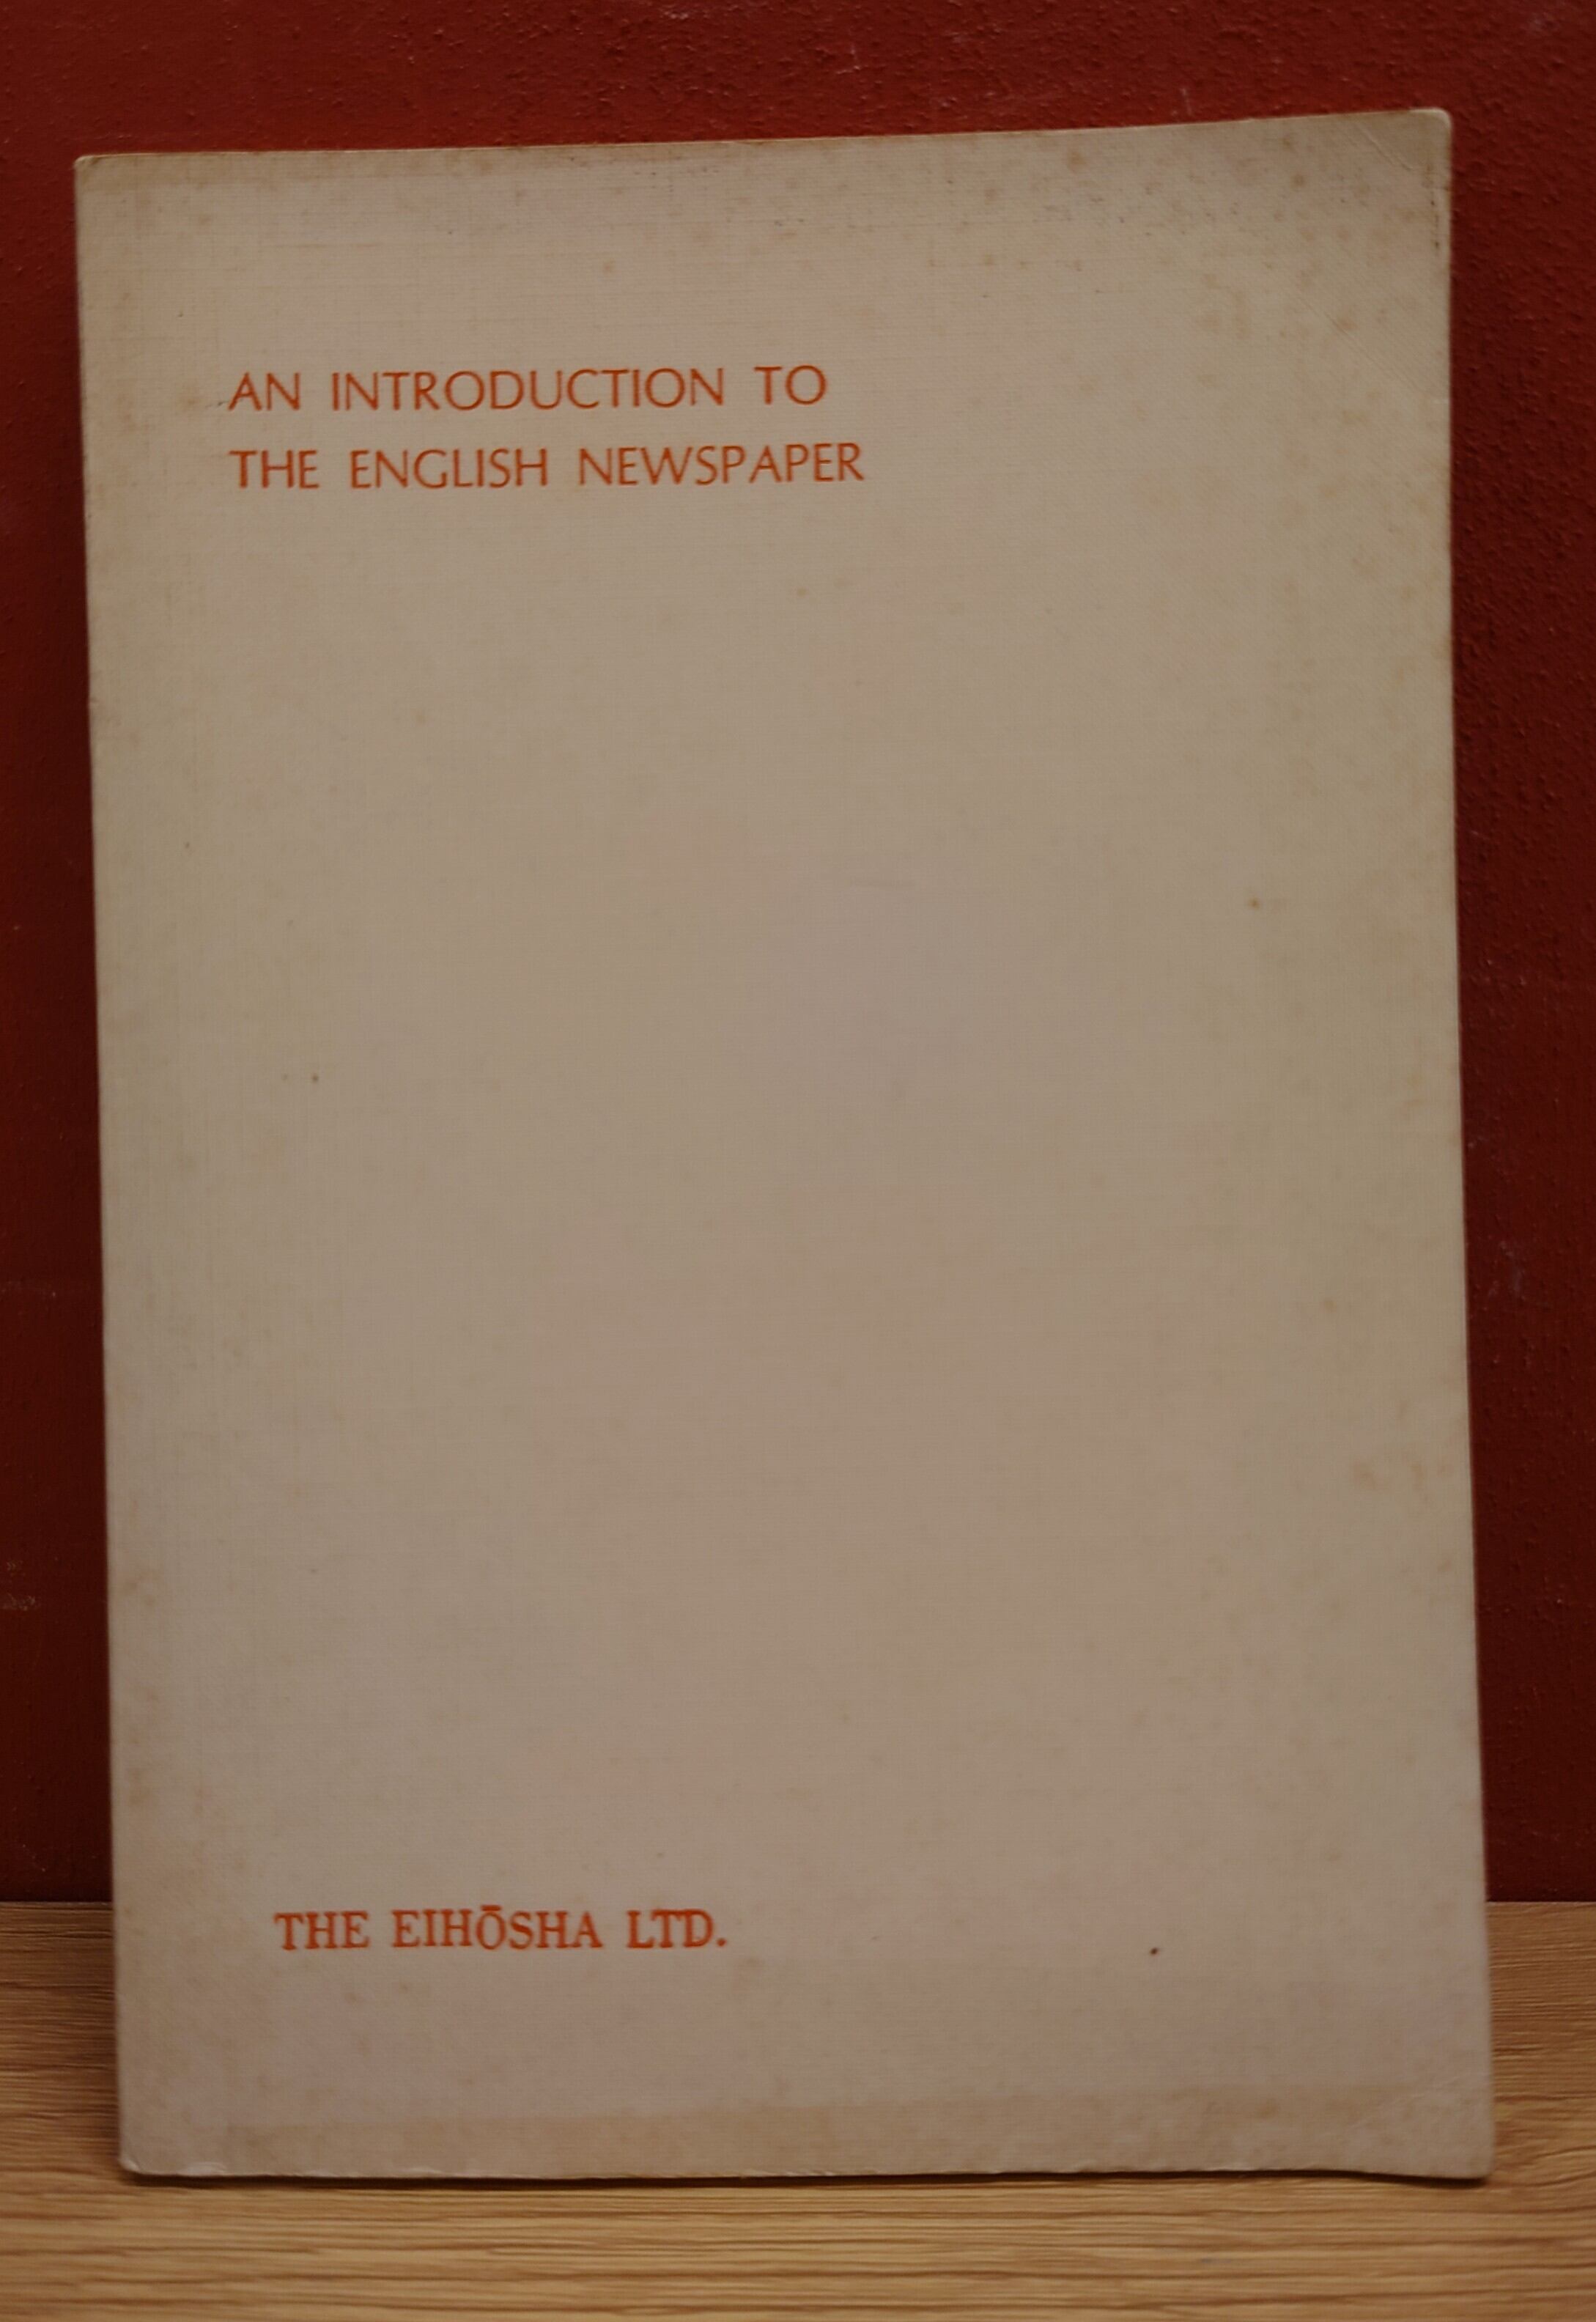 AN INTRODUCTION TO
THE ENGLISH NEWSPAPER
THE EIHŌSHA LTD.